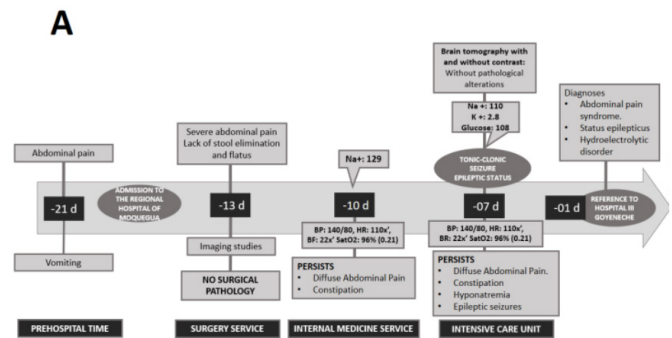 A
Brain tomography with
and without contrast:
Without pathological
alterations
Na +: 110
K +: 2.8
Glucose: 108
Diagnoses
• Abdominal pain
syndrome.
• Status epilepticus
• Hydroelectrolytic
disorder
Severe abdominal pain
Lack of stool elimination
and flatus
Abdominal pain
Na+: 129
TONIC-CLONIC
SEIZURE
EPILEPTIC STATUS
-21 d
ADMISSION TO
THE REGIONAL
HOSPITAL OF
MOQUEGUA
-13 d
-10 d
-07 d
-01 d
REFERENCE TO
HOSPITAL III
GOYENECHE
Vomiting
Imaging studies
NO SURGICAL
PATHOLOGY
BP: 140/80, HR: 110x',
BF: 22x' SatO2: 96% (0.21)
PERSISTS
• Diffuse Abdominal Pain
• Constipation
BP: 140/80, HR: 110x',
BR: 22x' SatO2: 96% (0.21)
PERSISTS
• Diffuse Abdominal Pain.
• Constipation
• Hyponatremia
• Epileptic seizures
PREHOSPITAL TIME
SURGERY SERVICE
INTERNAL MEDICINE SERVICE
INTENSIVE CARE UNIT